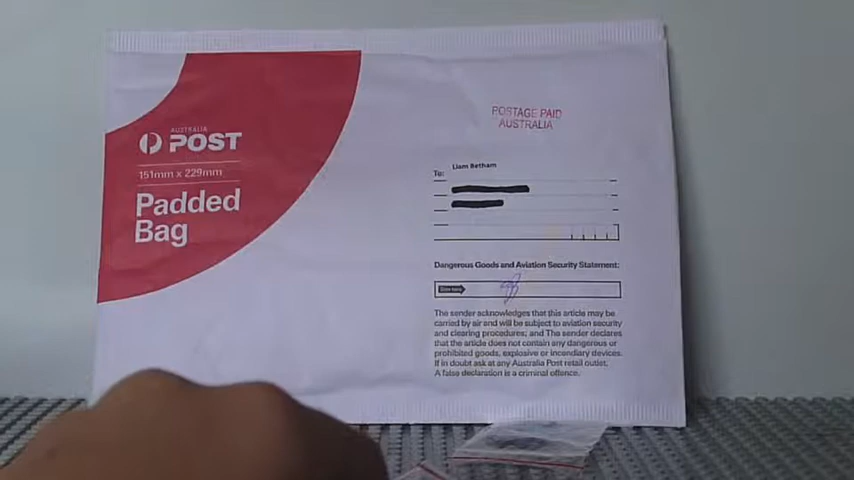 AUSTRALIA
POST
151mm x 229mm
Padded
Bag
POSTAGE PAID
AUSTRALIA
Liam Betham
To:
Dangerous Goods and Aviation Security Statement:
The sender acknowledges that this article may be
carried by air and will be subject to aviation security
and clearing procedures; and The sender declares
that the article does not contain any dangerous or
prohibited goods, explosive or incendiary devices.
If in doubt ask at any Australia Post retail outlet.
A false declaration is a criminal offence.